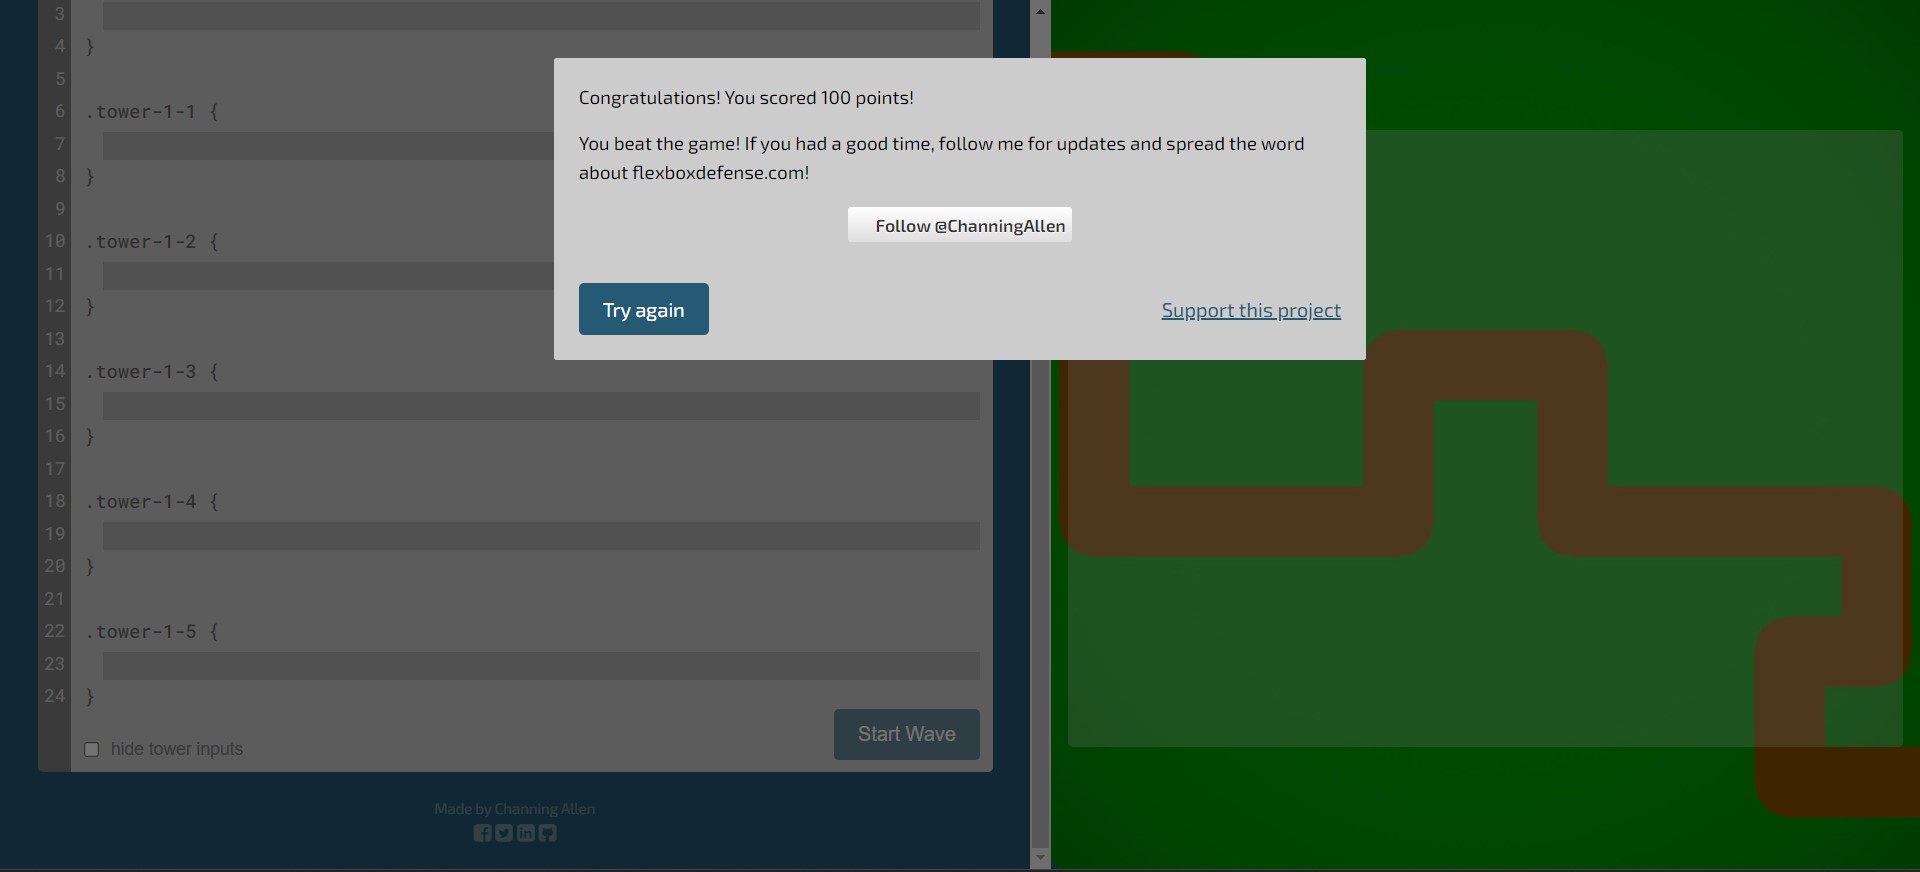 3
4 }
5
6 .tower-1-1 {
7
8 }
9
10 .tower-1-2 {
11
12 }
13
14 .tower-1-3 {
15
16 }
17
18 .tower-1-4 {
19
20 }
21
22 .tower-1-5 {
23
24 }
hide tower inputs
Start Wave
Made by Channing Allen
Congratulations! You scored 100 points!
You beat the game! If you had a good time, follow me for updates and spread the word
about flexboxdefense.com!
Follow @ChanningAllen
Try again
Support this project